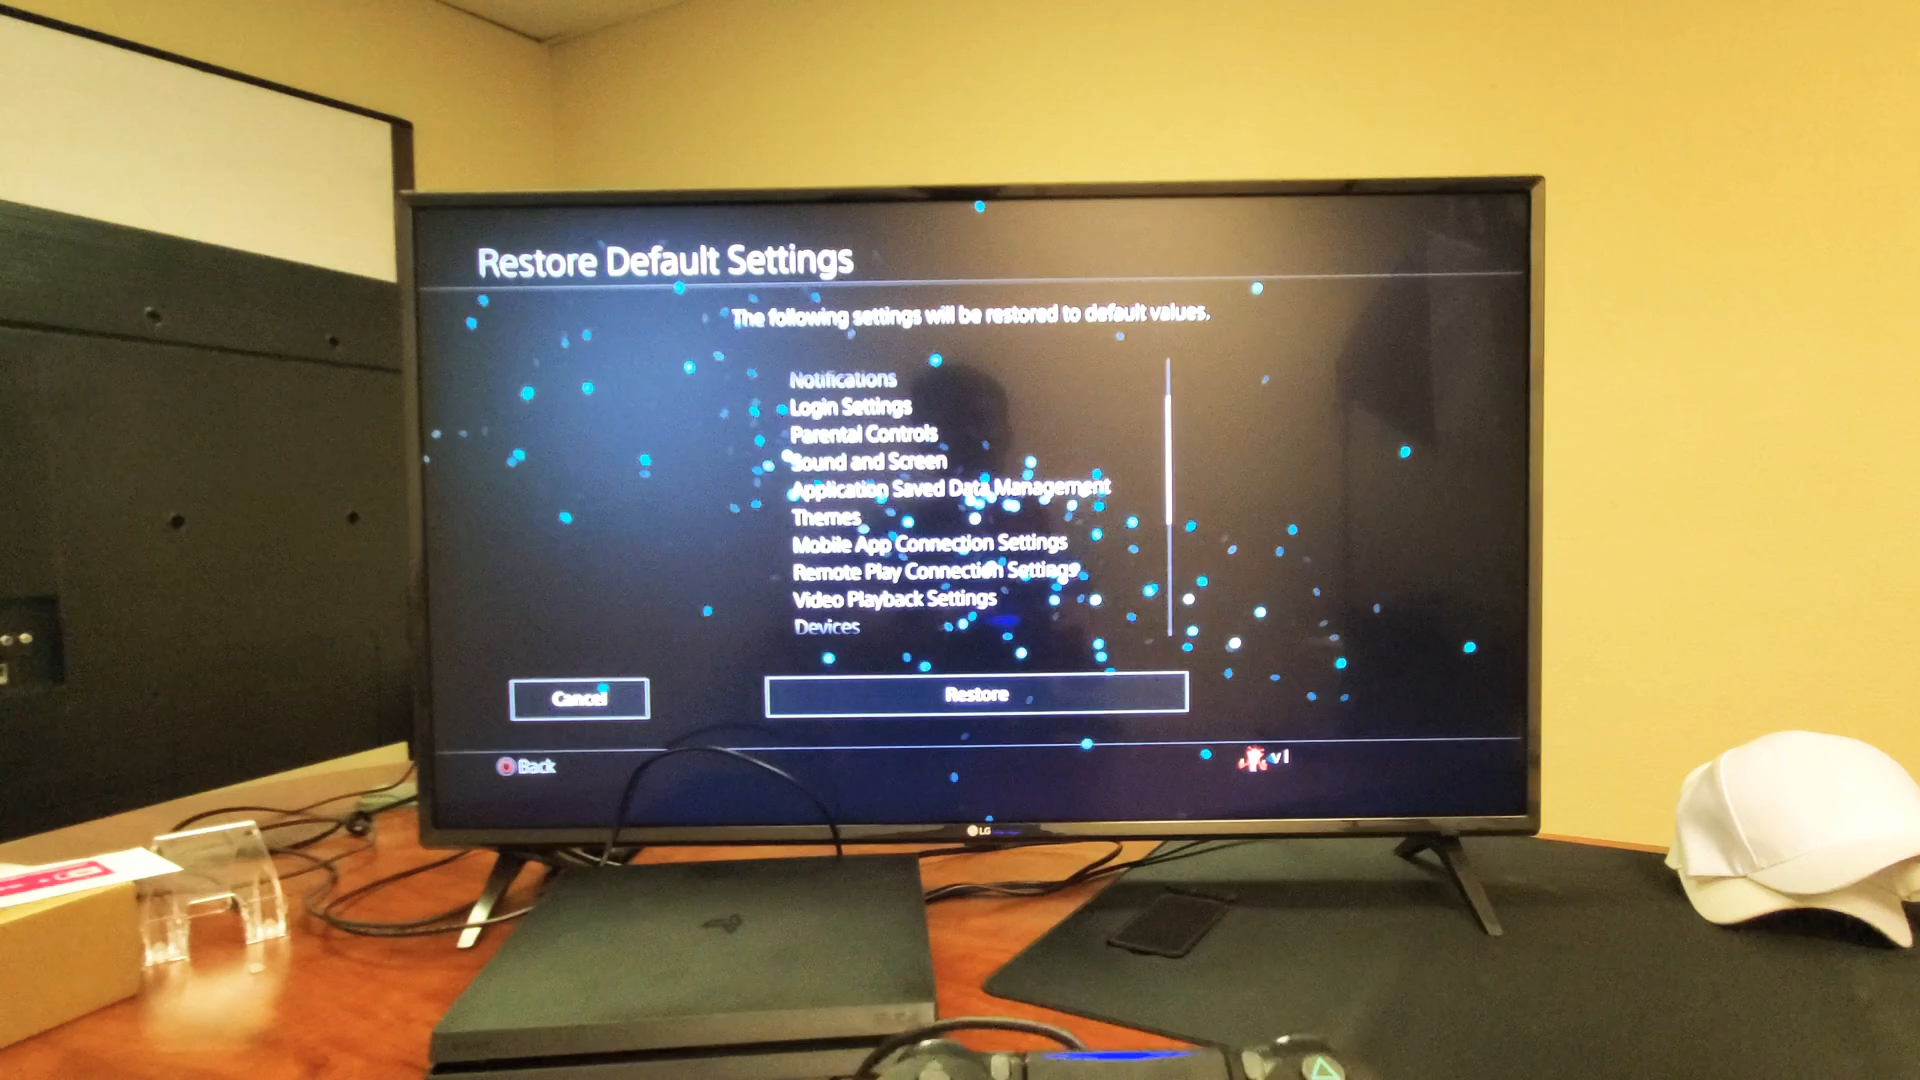 Restore Default Settings
The following settings will be restored to default values.
Notifications
Login Settings
Parental Controls
Sound and Screen
Application Saved Data Management
Themes
Mobile App Connection Settings
Remote Play Connection Settings
Video Playback Settings
Devices
Cancel
Restore
Back
v1
LG